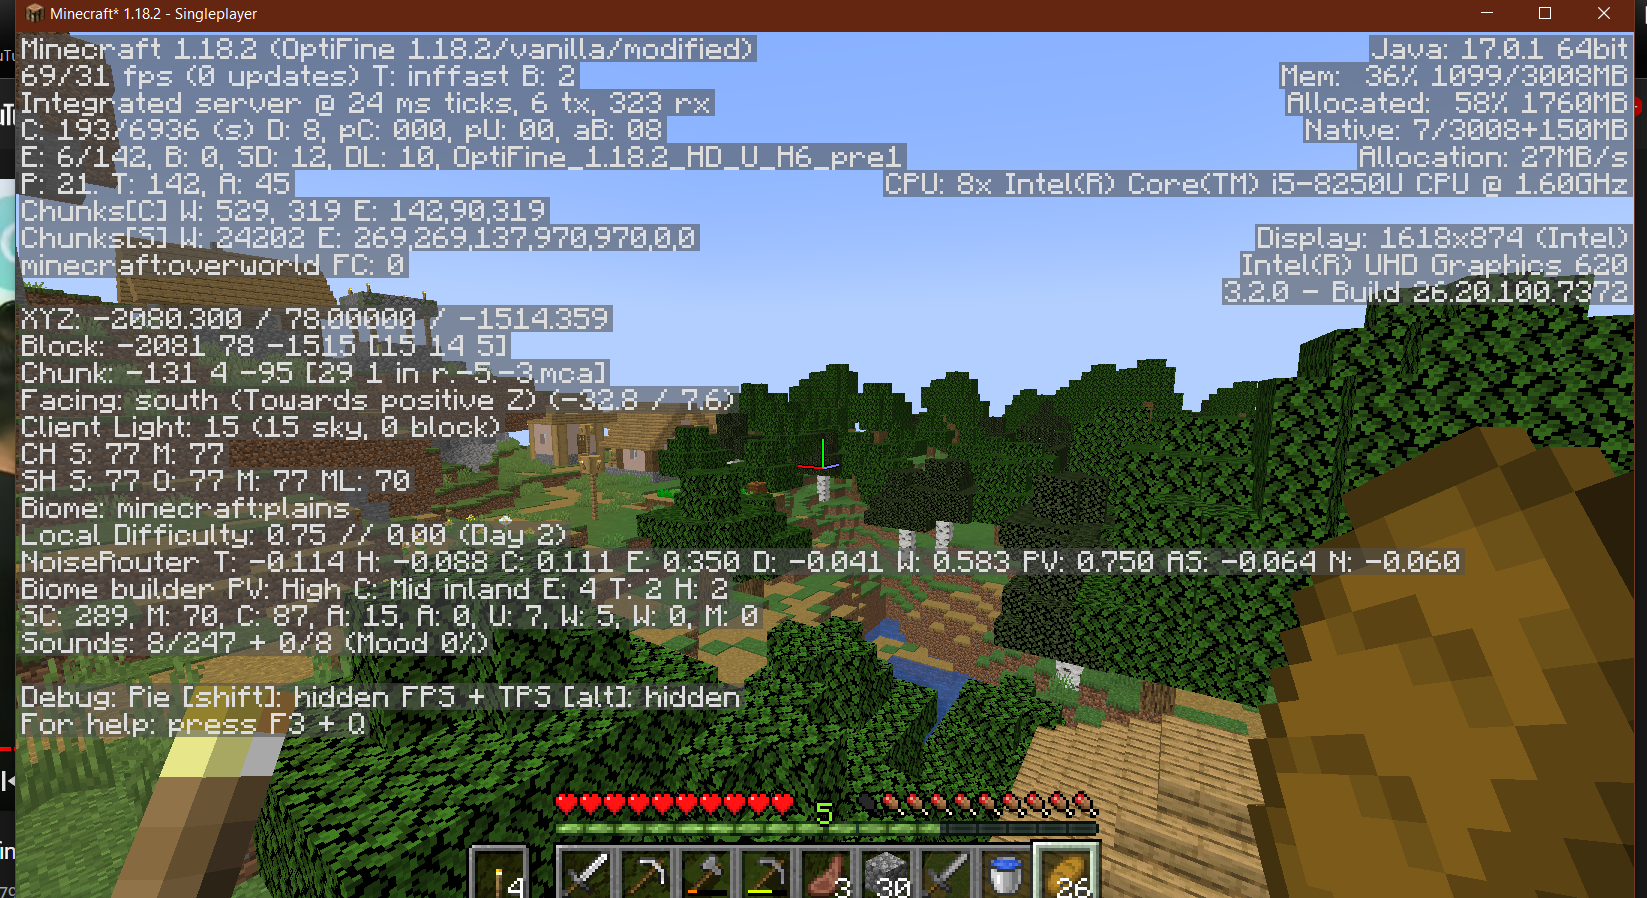 Minecraft* 1.18.2 - Singleplayer
Minecraft 1.18.2 (OptiFine 1.18.2/vanilla/modified)
69/31 fps (0 updates) T: inffast B: 2
Integrated server @ 24 ms ticks, 6 tx, 323 rx
C: 193/6936 (s) D: 8, pC: 000, pU: 00, aB: 08
E: 6/142, B: 0, SD: 12, DL: 10, OptiFine_1.18.2_HD_U_H6_pre1
P: 21. T: 142, A: 45
Chunks[C] W: 529, 319 E: 142,90,319
Chunks[S] W: 24202 E: 269,269,137,970,970,0,0
minecraft:overworld FC: 0
XYZ: -2080.300 / 78.00000 / -1514.359
Block: -2081 78 -1515 [15 14 5]
Chunk: -131 4 -95 [29 1 in r.-5.-3.mca]
Facing: south (Towards positive Z) (-32.8 / 7.6)
Client Light: 15 (15 sky, 0 block)
CH S: 77 M: 77
SH S: 77 O: 77 M: 77 ML: 70
Biome: minecraft:plains
Local Difficulty: 0.75 // 0.00 (Day 2)
NoiseRouter T: -0.114 H: -0.088 C: 0.111 E: 0.350 D: -0.041 W: 0.583 PV: 0.750 AS: -0.064 N: -0.060
Biome builder PV: High C: Mid inland E: 4 T: 2 H: 2
SC: 289, M: 70, C: 87, A: 15, A: 0, U: 7, W: 5, W: 0, M: 0
Sounds: 8/247 + 0/8 (Mood 0%)
Debug: Pie [shift]: hidden FPS + TPS [alt]: hidden
For help: press F3 + Q
Java: 17.0.1 64bit
Mem: 36% 1099/3008MB
Allocated: 58% 1760MB
Native: 7/3008+150MB
Allocation: 27MB/s
CPU: 8x Intel(R) Core(TM) i5-8250U CPU @ 1.60GHz
Display: 1618x874 (Intel)
Intel(R) UHD Graphics 620
3.2.0 - Build 26.20.100.7372
5
4
3
30
26